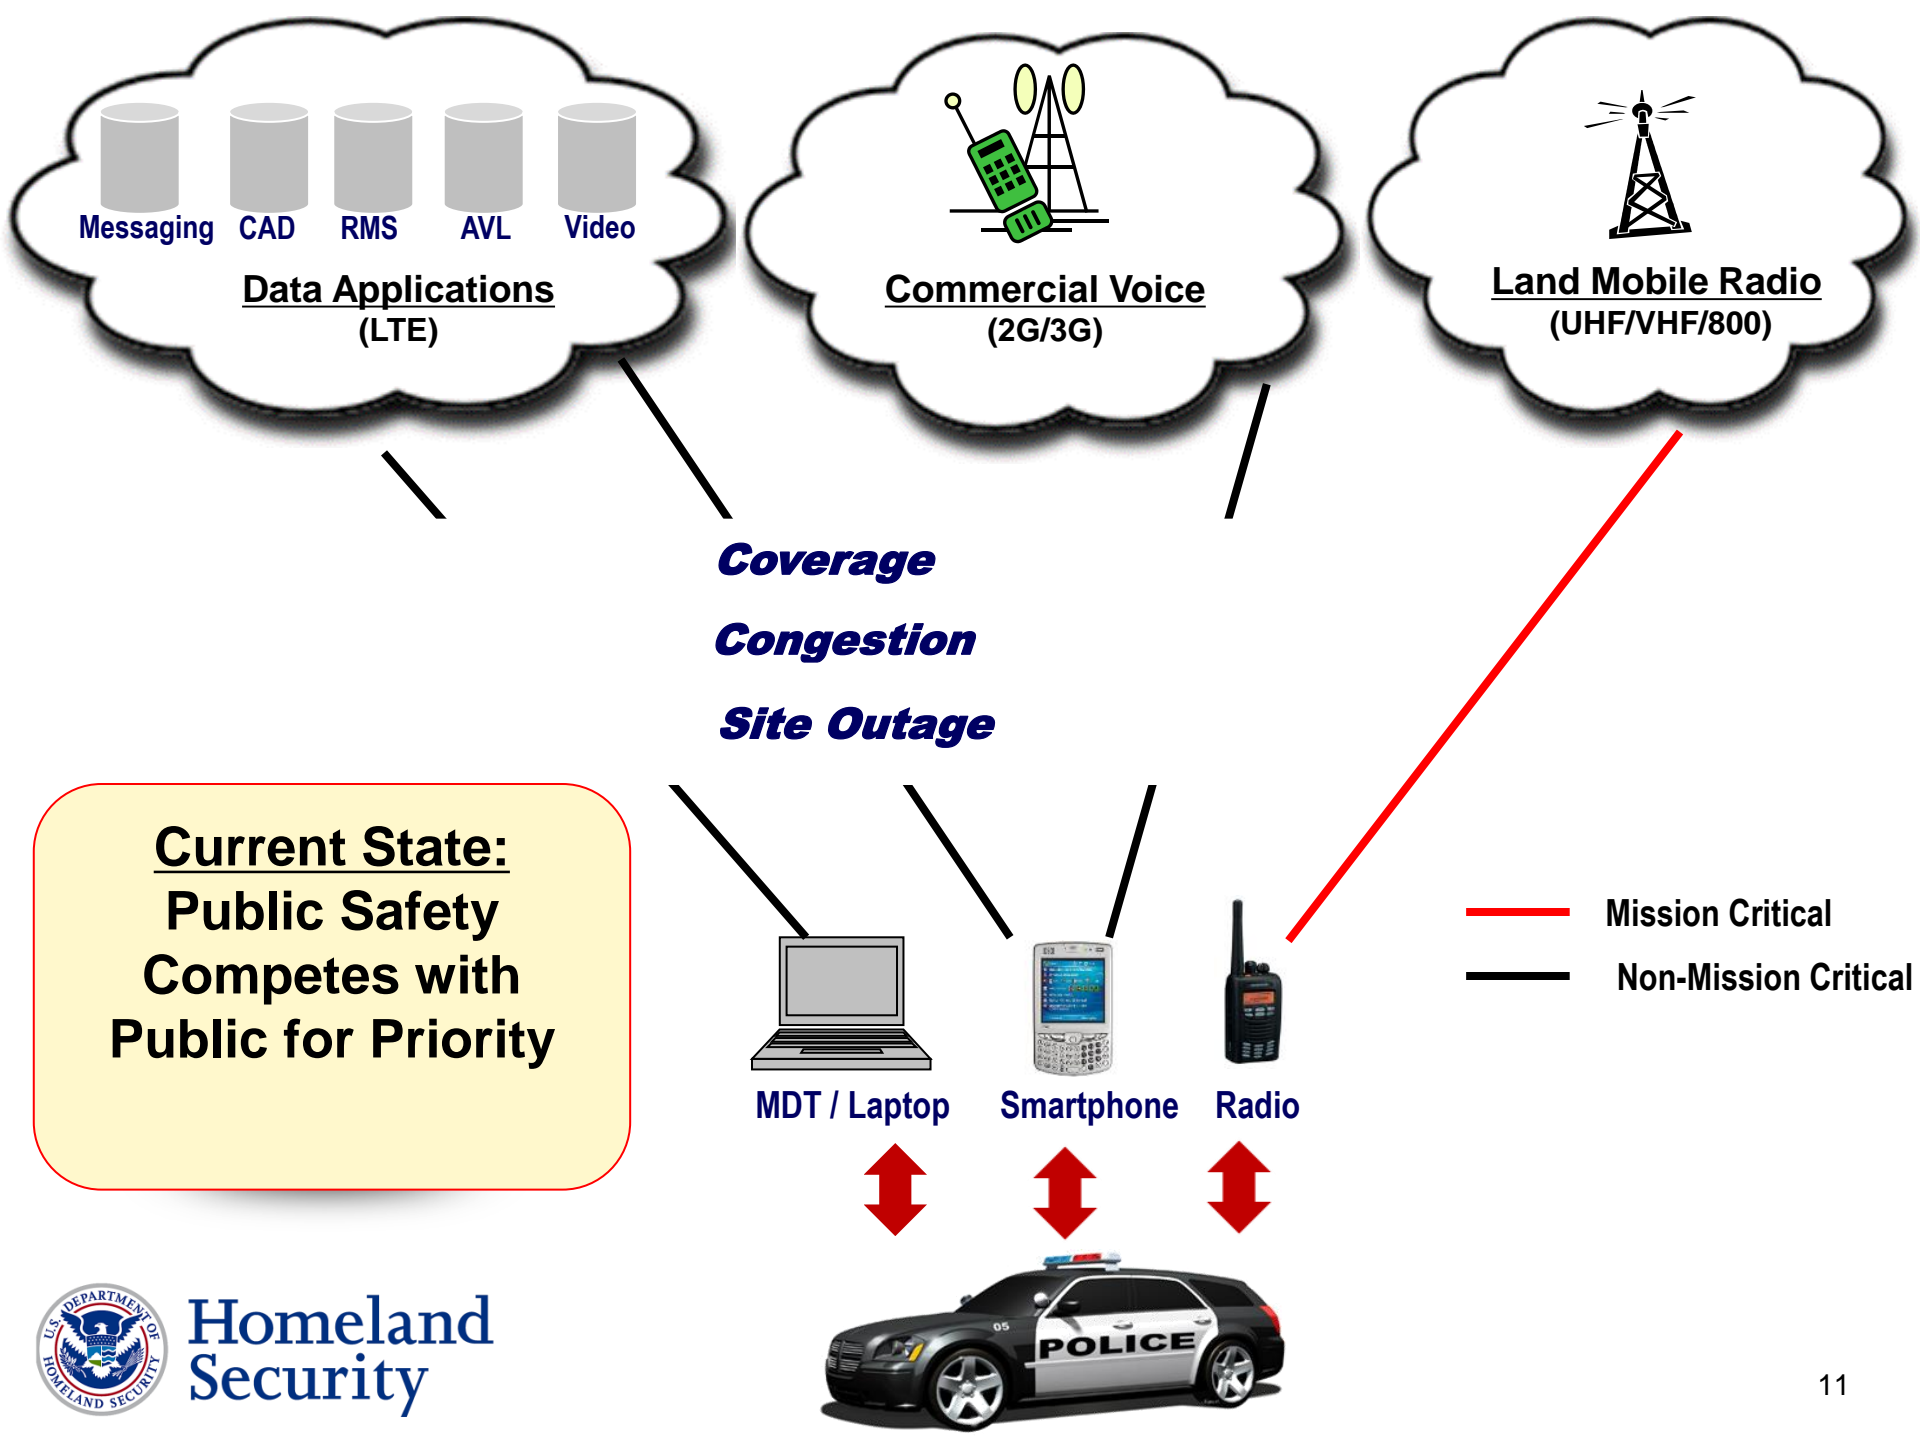 Messaging CAD RMS AVL Video
Data Applications
(LTE)
Commercial Voice
(2G/3G)
Land Mobile Radio
(UHF/VHF/800)
Coverage
Congestion
Site Outage
Current State:
Public Safety
Competes with
Public for Priority
Mission Critical
Non-Mission Critical
MDT / Laptop
Smartphone
Radio
U.S. DEPARTMENT OF HOMELAND SECURITY
Homeland
Security
05
POLICE
11